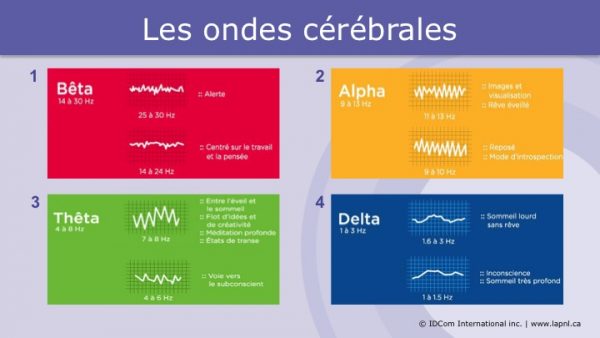 Les ondes cérébrales
1
Bêta
14 à 30 Hz
25 à 30 Hz
:: Alerte
14 à 24 Hz
:: Centré sur le travail
et la pensée
2
Alpha
9 à 13 Hz
11 à 13 Hz
:: Images et
visualisation
:: Rêve éveillé
9 à 10 Hz
:: Reposé
:: Mode d'introspection
3
Thêta
4 à 8 Hz
7 à 8 Hz
:: Entre l'éveil et
le sommeil
:: Flot d'idées et
de créativité
:: Méditation profonde
:: États de transe
4 à 6 Hz
:: Voie vers
le subconscient
4
Delta
1 à 3 Hz
1.6 à 3 Hz
:: Sommeil lourd
sans rêve
1 à 1.5 Hz
:: Inconscience
:: Sommeil très profond
© IDCom International inc. | www.lapnl.ca